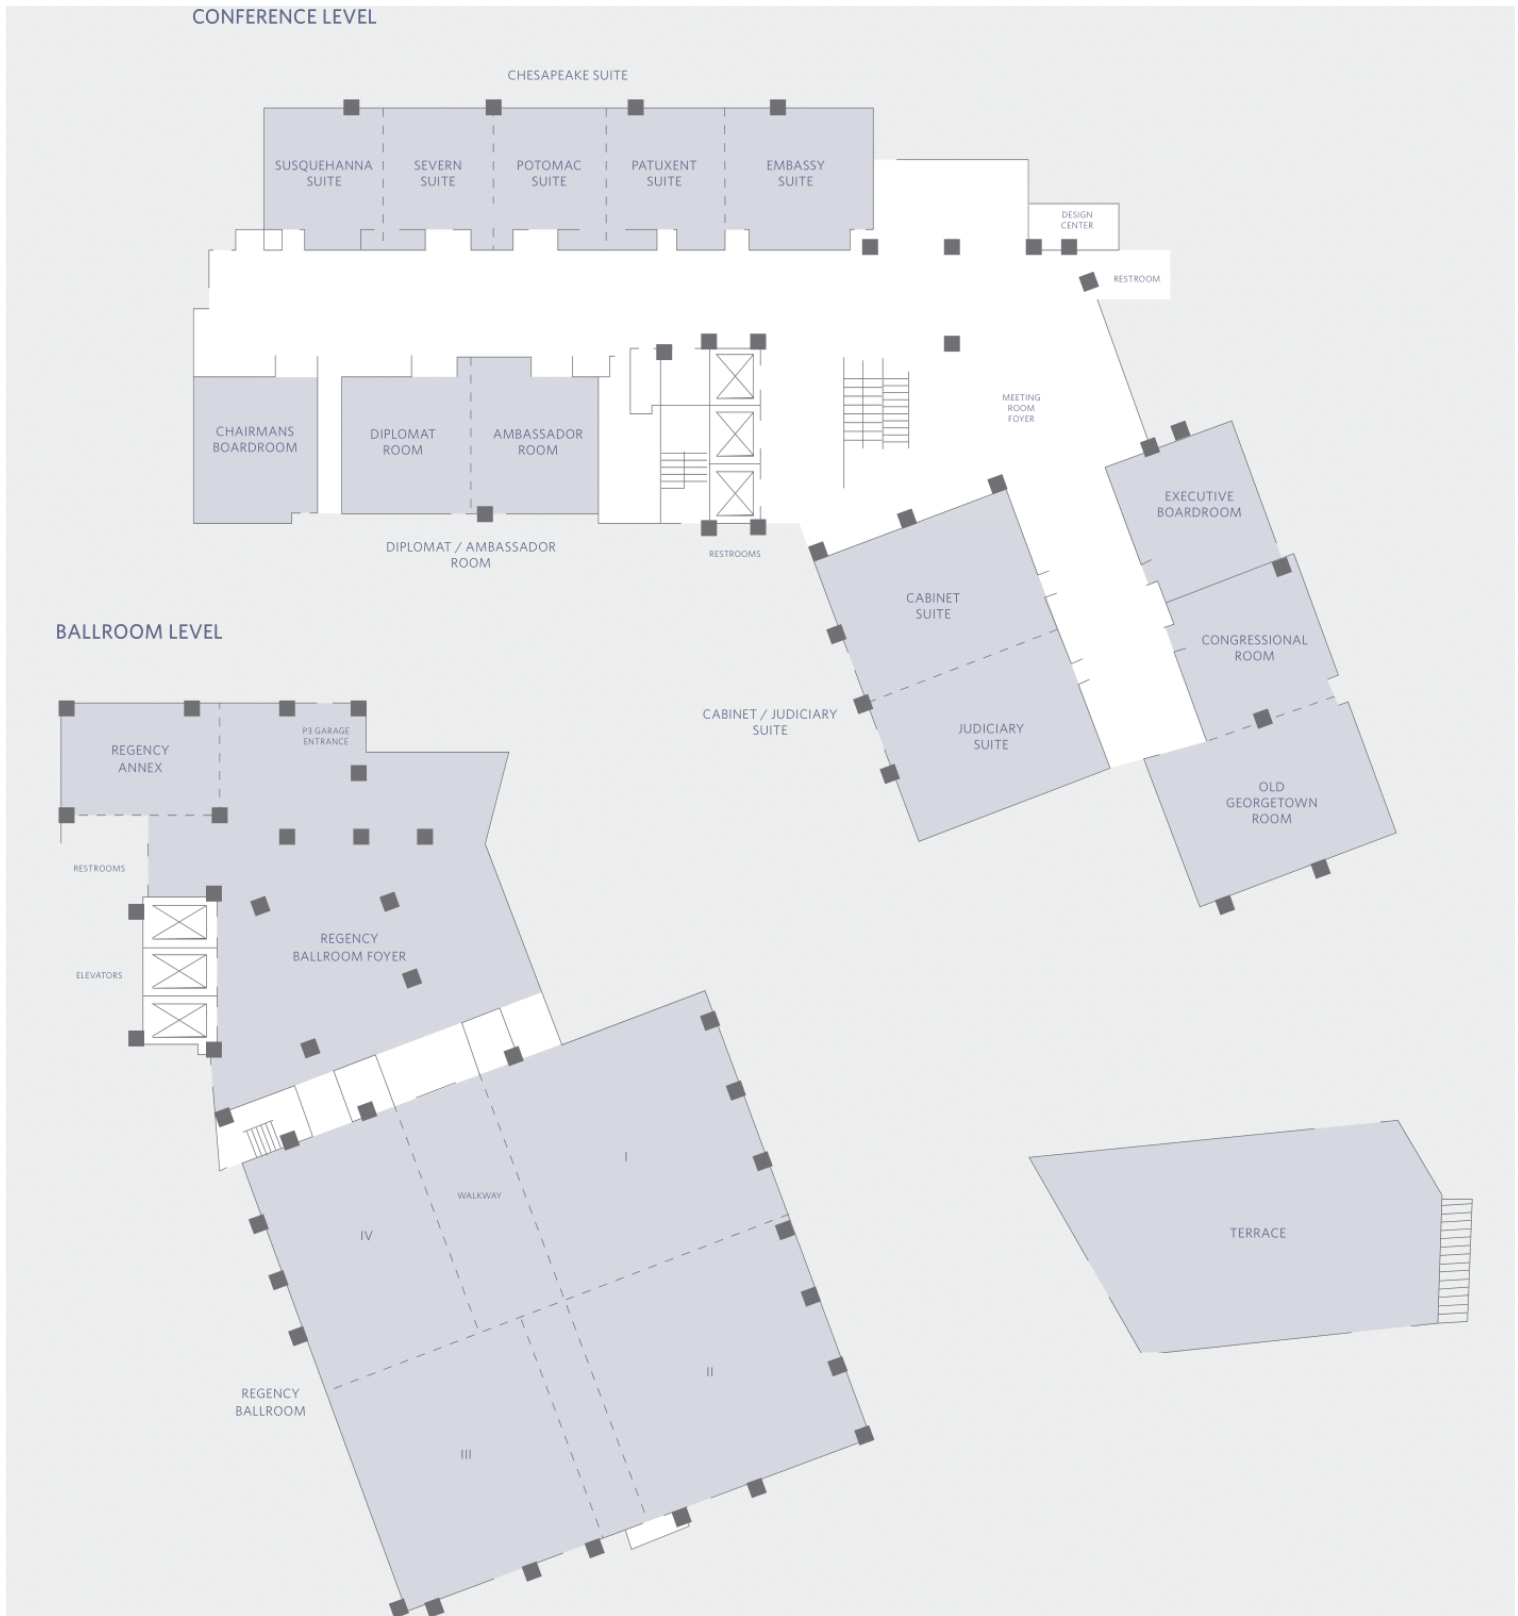 CONFERENCE LEVEL
CHESAPEAKE SUITE
SUSQUEHANNA
SUITE
SEVERN
SUITE
POTOMAC
SUITE
PATUXENT
SUITE
EMBASSY
SUITE
DESIGN
CENTER
RESTROOM
MEETING
ROOM
FOYER
CHAIRMANS
BOARDROOM
DIPLOMAT
ROOM
AMBASSADOR
ROOM
DIPLOMAT / AMBASSADOR
ROOM
RESTROOMS
EXECUTIVE
BOARDROOM
CABINET
SUITE
CONGRESSIONAL
ROOM
CABINET / JUDICIARY
SUITE
JUDICIARY
SUITE
OLD
GEORGETOWN
ROOM
BALLROOM LEVEL
REGENCY
ANNEX
P3 GARAGE
ENTRANCE
RESTROOMS
ELEVATORS
REGENCY
BALLROOM FOYER
I
WALKWAY
IV
II
REGENCY
BALLROOM
III
TERRACE